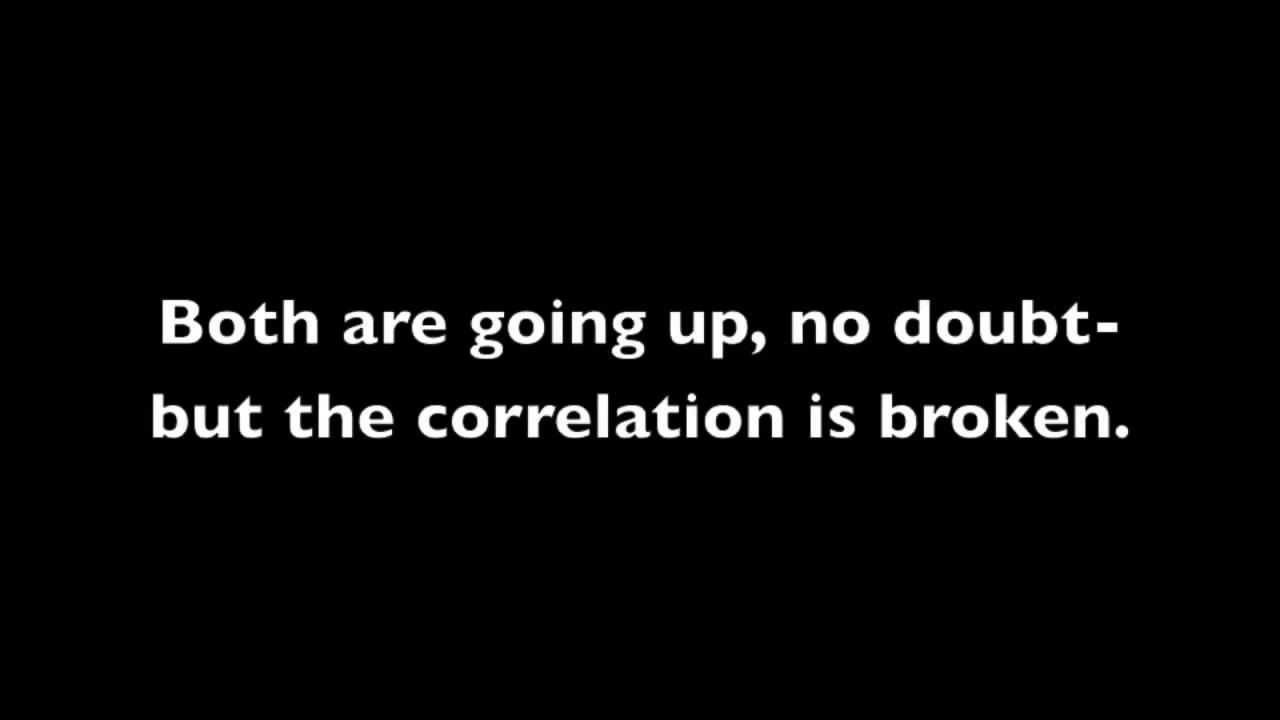 Both are going up, no doubt-
but the correlation is broken.